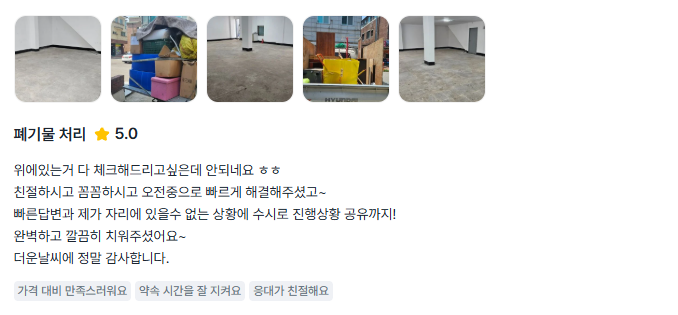 HYUNDAI
폐기물 처리 ★ 5.0
위에있는거 다 체크해드리고싶은데 안되네요 ㅎㅎ
친절하시고 꼼꼼하시고 오전중으로 빠르게 해결해주셨고~
빠른답변과 제가 자리에 있을수 없는 상황에 수시로 진행상황 공유까지!
완벽하고 깔끔히 치워주셨어요~
더운날씨에 정말 감사합니다.
가격 대비 만족스러워요 약속 시간을 잘 지켜요 응대가 친절해요